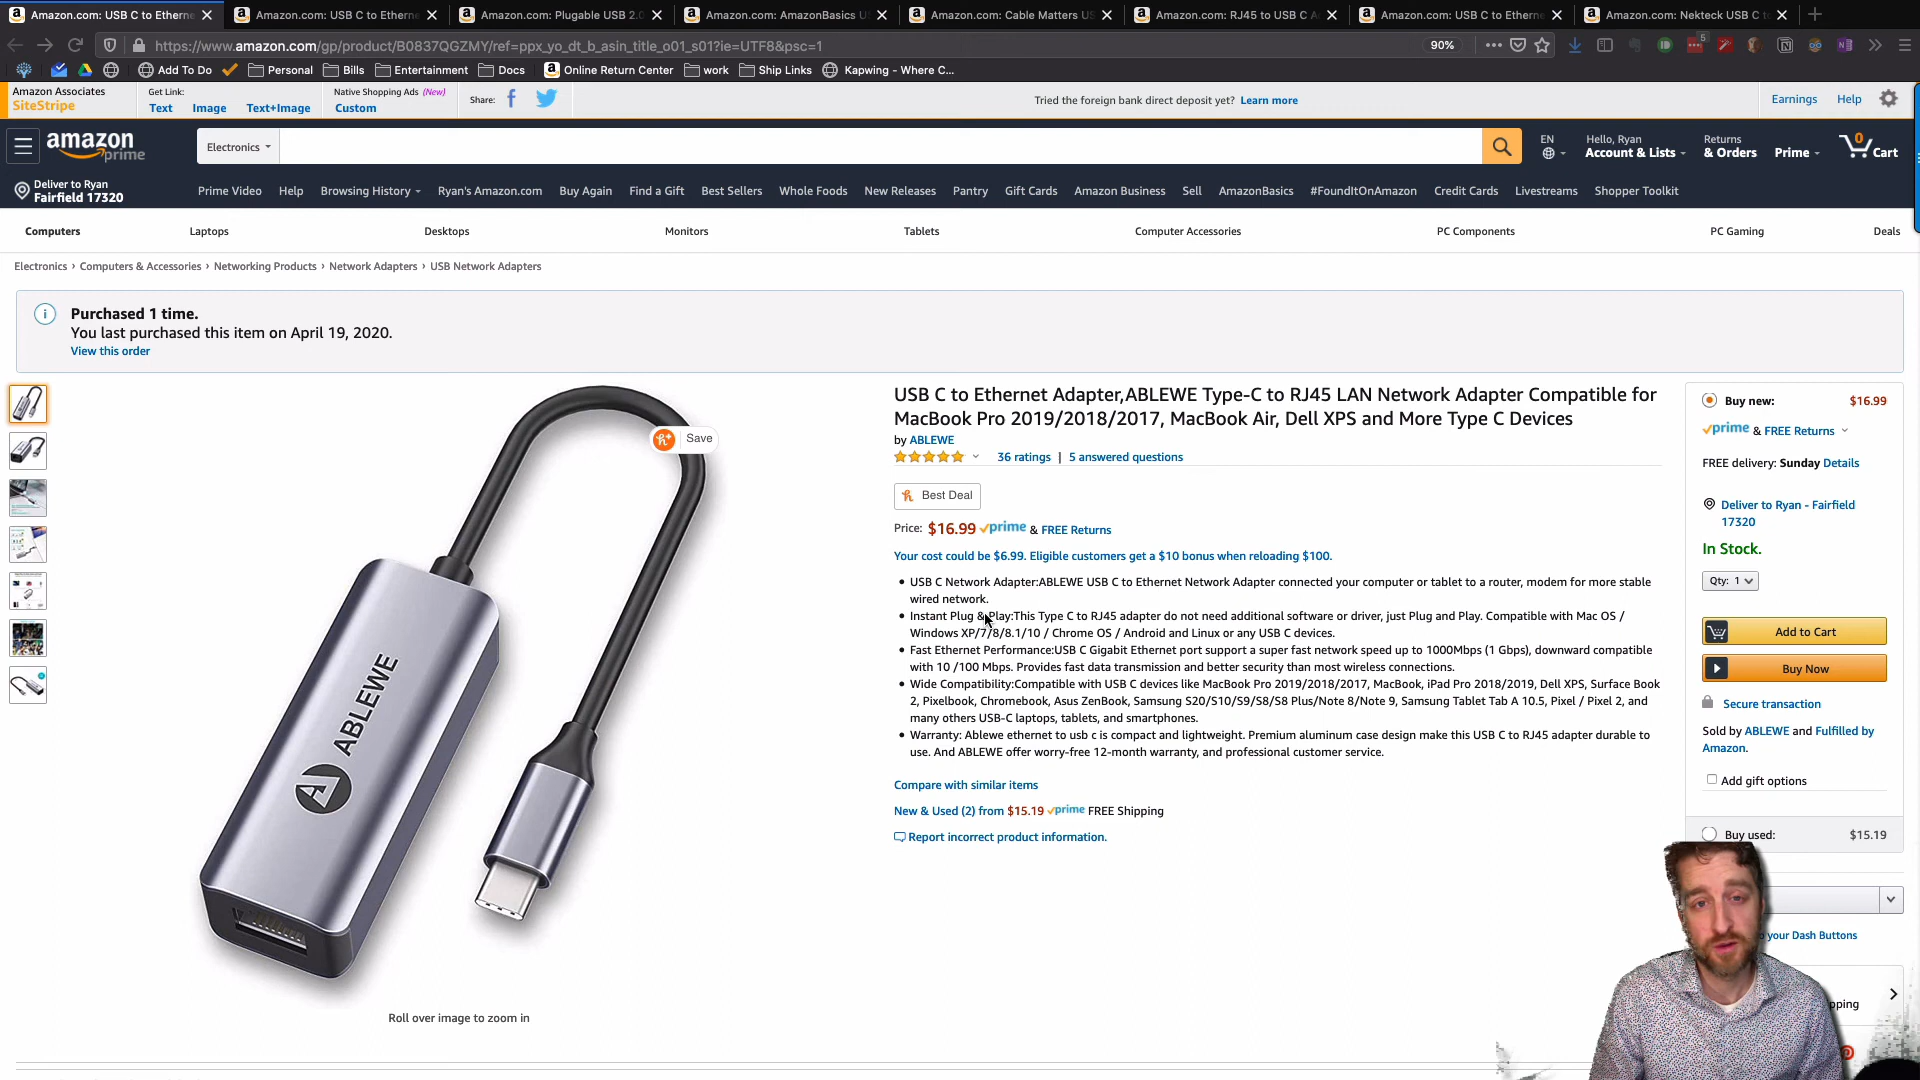 Amazon.com: USB C to Etherne
Amazon.com: USB C to Etherne
Amazon.com: Plugable USB 2.0
Amazon.com: AmazonBasics U
Amazon.com: Cable Matters US
Amazon.com: RJ45 to USB C A
Amazon.com: USB C to Etherne
Amazon.com: Nekteck USB C t
https://www.amazon.com/gp/product/B0837QGZMY/ref=ppx_yo_dt_b_asin_title_o01_s01?ie=UTF8&psc=1
90%
5
Add To Do
Personal
Bills
Entertainment
Docs
Online Return Center
work
Ship Links
Kapwing - Where C...
Amazon Associates
SiteStripe
Get Link:
Text Image Text+Image
Native Shopping Ads (New)
Custom
Share:
Tried the foreign bank direct deposit yet? Learn more
Earnings
Help
amazon
prime
Electronics
EN
Hello, Ryan
Account & Lists
Returns
& Orders
Prime
0
Cart
Deliver to Ryan
Fairfield 17320
Prime Video Help Browsing History Ryan's Amazon.com Buy Again Find a Gift Best Sellers Whole Foods New Releases Pantry Gift Cards Amazon Business Sell AmazonBasics #FoundItOnAmazon Credit Cards Livestreams Shopper Toolkit
Computers Laptops Desktops Monitors Tablets Computer Accessories PC Components PC Gaming Deals
Electronics › Computers & Accessories › Networking Products › Network Adapters › USB Network Adapters
Purchased 1 time.
You last purchased this item on April 19, 2020.
View this order
Save
ABLEWE
Roll over image to zoom in
USB C to Ethernet Adapter,ABLEWE Type-C to RJ45 LAN Network Adapter Compatible for
MacBook Pro 2019/2018/2017, MacBook Air, Dell XPS and More Type C Devices
by ABLEWE
36 ratings | 5 answered questions
Best Deal
Price: $16.99 prime & FREE Returns
Your cost could be $6.99. Eligible customers get a $10 bonus when reloading $100.
• USB C Network Adapter:ABLEWE USB C to Ethernet Network Adapter connected your computer or tablet to a router, modem for more stable
wired network.
• Instant Plug & Play:This Type C to RJ45 adapter do not need additional software or driver, just Plug and Play. Compatible with Mac OS /
Windows XP/7/8/8.1/10 / Chrome OS / Android and Linux or any USB C devices.
• Fast Ethernet Performance:USB C Gigabit Ethernet port support a super fast network speed up to 1000Mbps (1 Gbps), downward compatible
with 10 /100 Mbps. Provides fast data transmission and better security than most wireless connections.
• Wide Compatibility:Compatible with USB C devices like MacBook Pro 2019/2018/2017, MacBook, iPad Pro 2018/2019, Dell XPS, Surface Book
2, Pixelbook, Chromebook, Asus ZenBook, Samsung S20/S10/S9/S8/S8 Plus/Note 8/Note 9, Samsung Tablet Tab A 10.5, Pixel / Pixel 2, and
many others USB-C laptops, tablets, and smartphones.
• Warranty: Ablewe ethernet to usb c is compact and lightweight. Premium aluminum case design make this USB C to RJ45 adapter durable to
use. And ABLEWE offer worry-free 12-month warranty, and professional customer service.
Compare with similar items
New & Used (2) from $15.19 prime FREE Shipping
Report incorrect product information.
Buy new: $16.99
prime & FREE Returns
FREE delivery: Sunday Details
Deliver to Ryan - Fairfield
17320
In Stock.
Qty: 1
Add to Cart
Buy Now
Secure transaction
Sold by ABLEWE and Fulfilled by
Amazon.
Add gift options
Buy used: $15.19
your Dash Buttons
pping